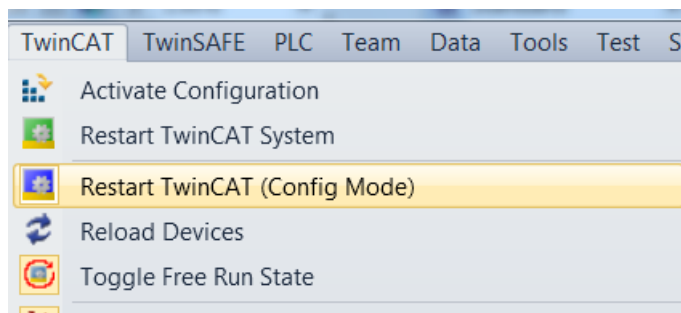 TwinCAT TwinSAFE PLC Team Data Tools Test
Activate Configuration
Restart TwinCAT System
Restart TwinCAT (Config Mode)
Reload Devices
Toggle Free Run State